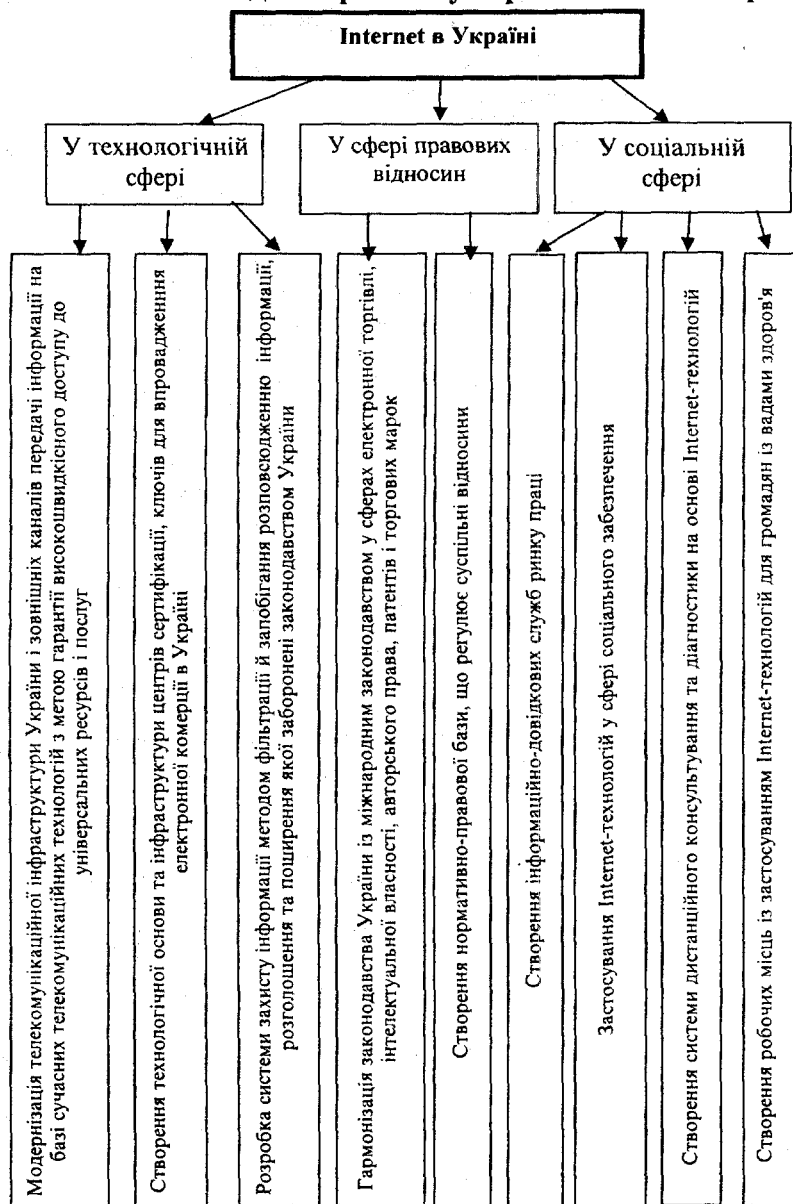 Internet в Україні
У технологічній
сфері
У сфері правових
відносин
У соціальній
сфері
Модернізація телекомунікаційної інфраструктури України і зовнішніх каналів передачі інформації на
базі сучасних телекомунікаційних технологій з метою гарантії високошвидкісного доступу до
універсальних ресурсів і послуг
Створення технологічної основи та інфраструктури центрів сертифікації, ключів для впровадженння
електронної комерції в Україні
Розробка системи захисту інформації методом фільтрації й запобігання розповсюдженню інформації,
розголошення та поширення якої заборонені законодавством України
Гармонізація законодавства України із міжнародним законодавством у сферах електронної торгівлі,
інтелектуальної власності, авторського права, патентів і торгових марок
Створення нормативно-правової бази, що регулює суспільні відносини
Створення інформаційно-довідкових служб ринку праці
Застосування Internet-технологій у сфері соціального забезпечення
Створення системи дистанційного консультування та діагностики на основі Internet-технологій
Створення робочих місць із застосуванням Internet-технологій для громадян із вадами здоров'я